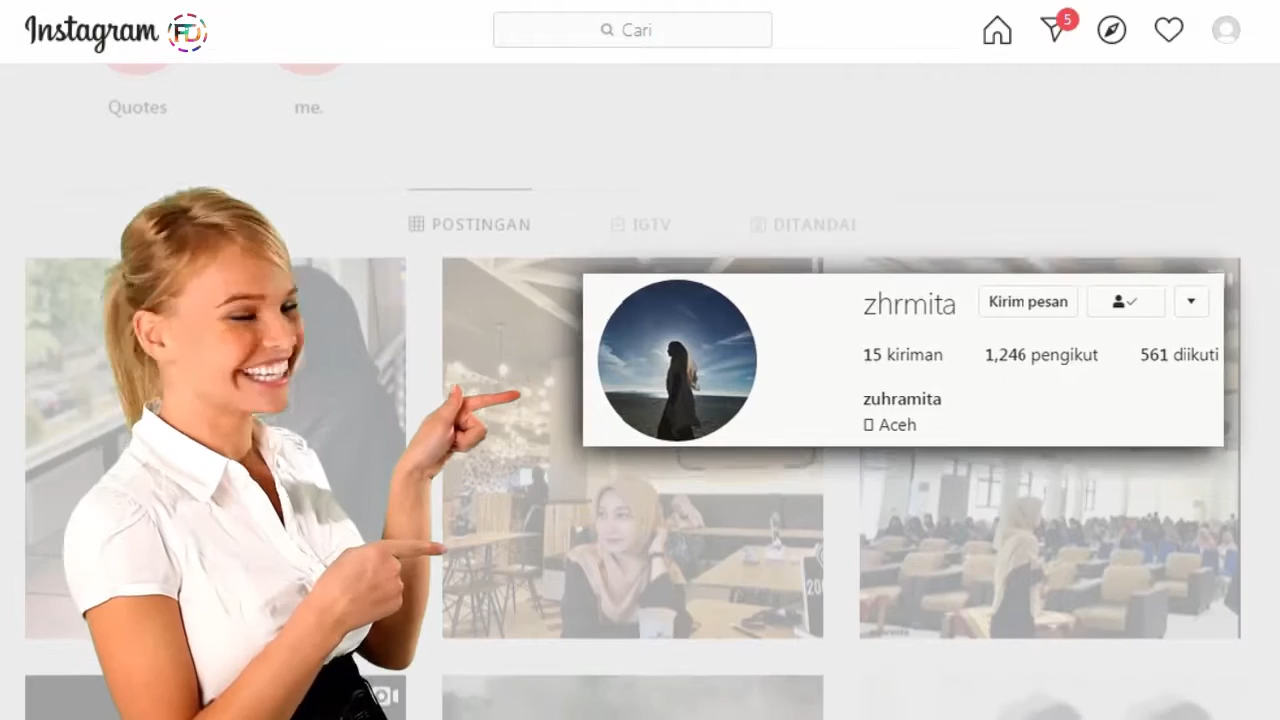 Instagram FD
Cari
5
Quotes
me.
POSTINGAN
IGTV
DITANDAI
zhrmita
Kirim pesan
15 kiriman
1,246 pengikut
561 diikuti
zuhramita
Aceh